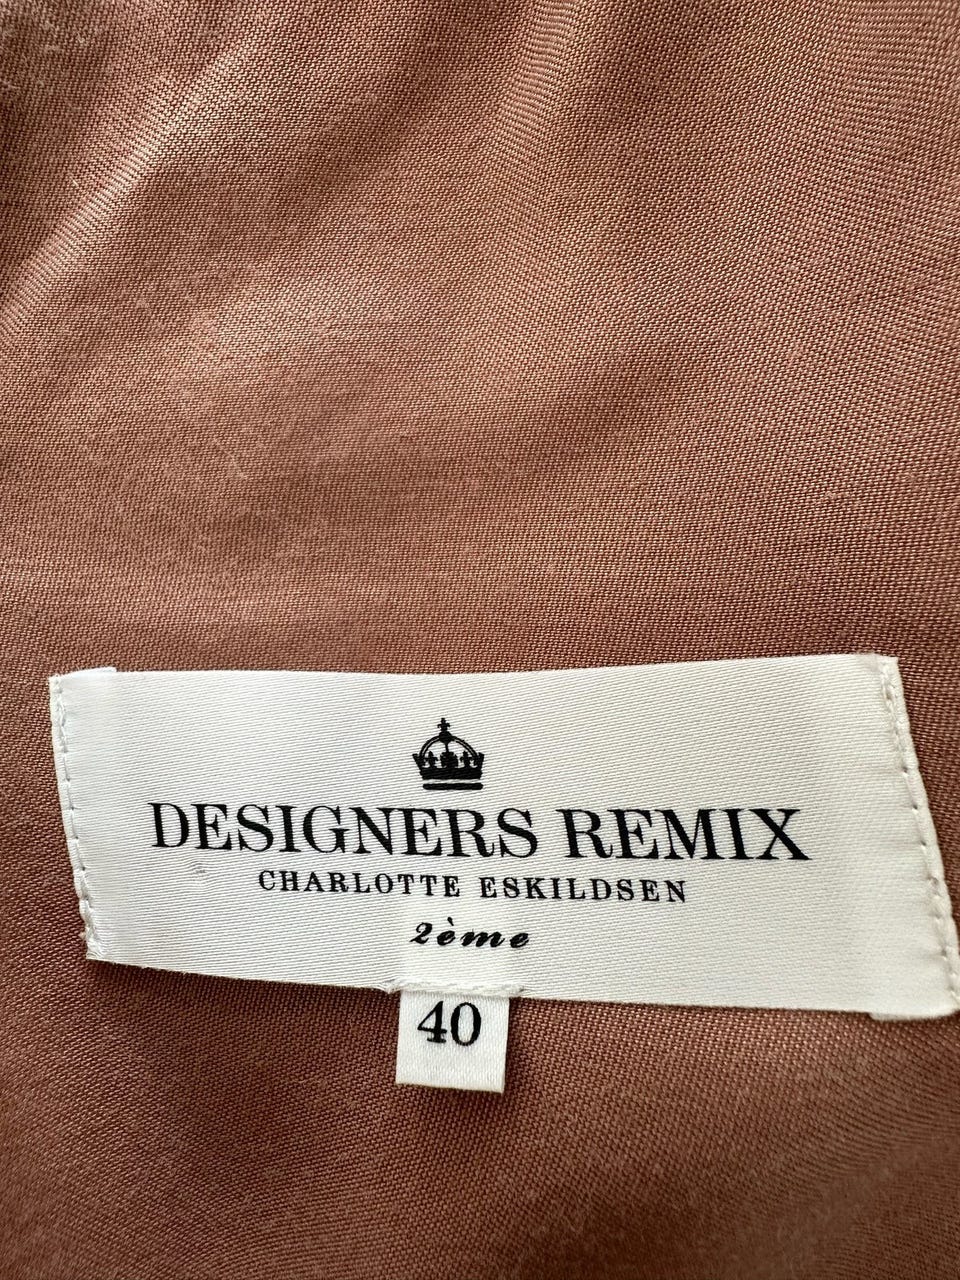 DESIGNERS REMIX
CHARLOTTE ESKILDSEN
2ème
40